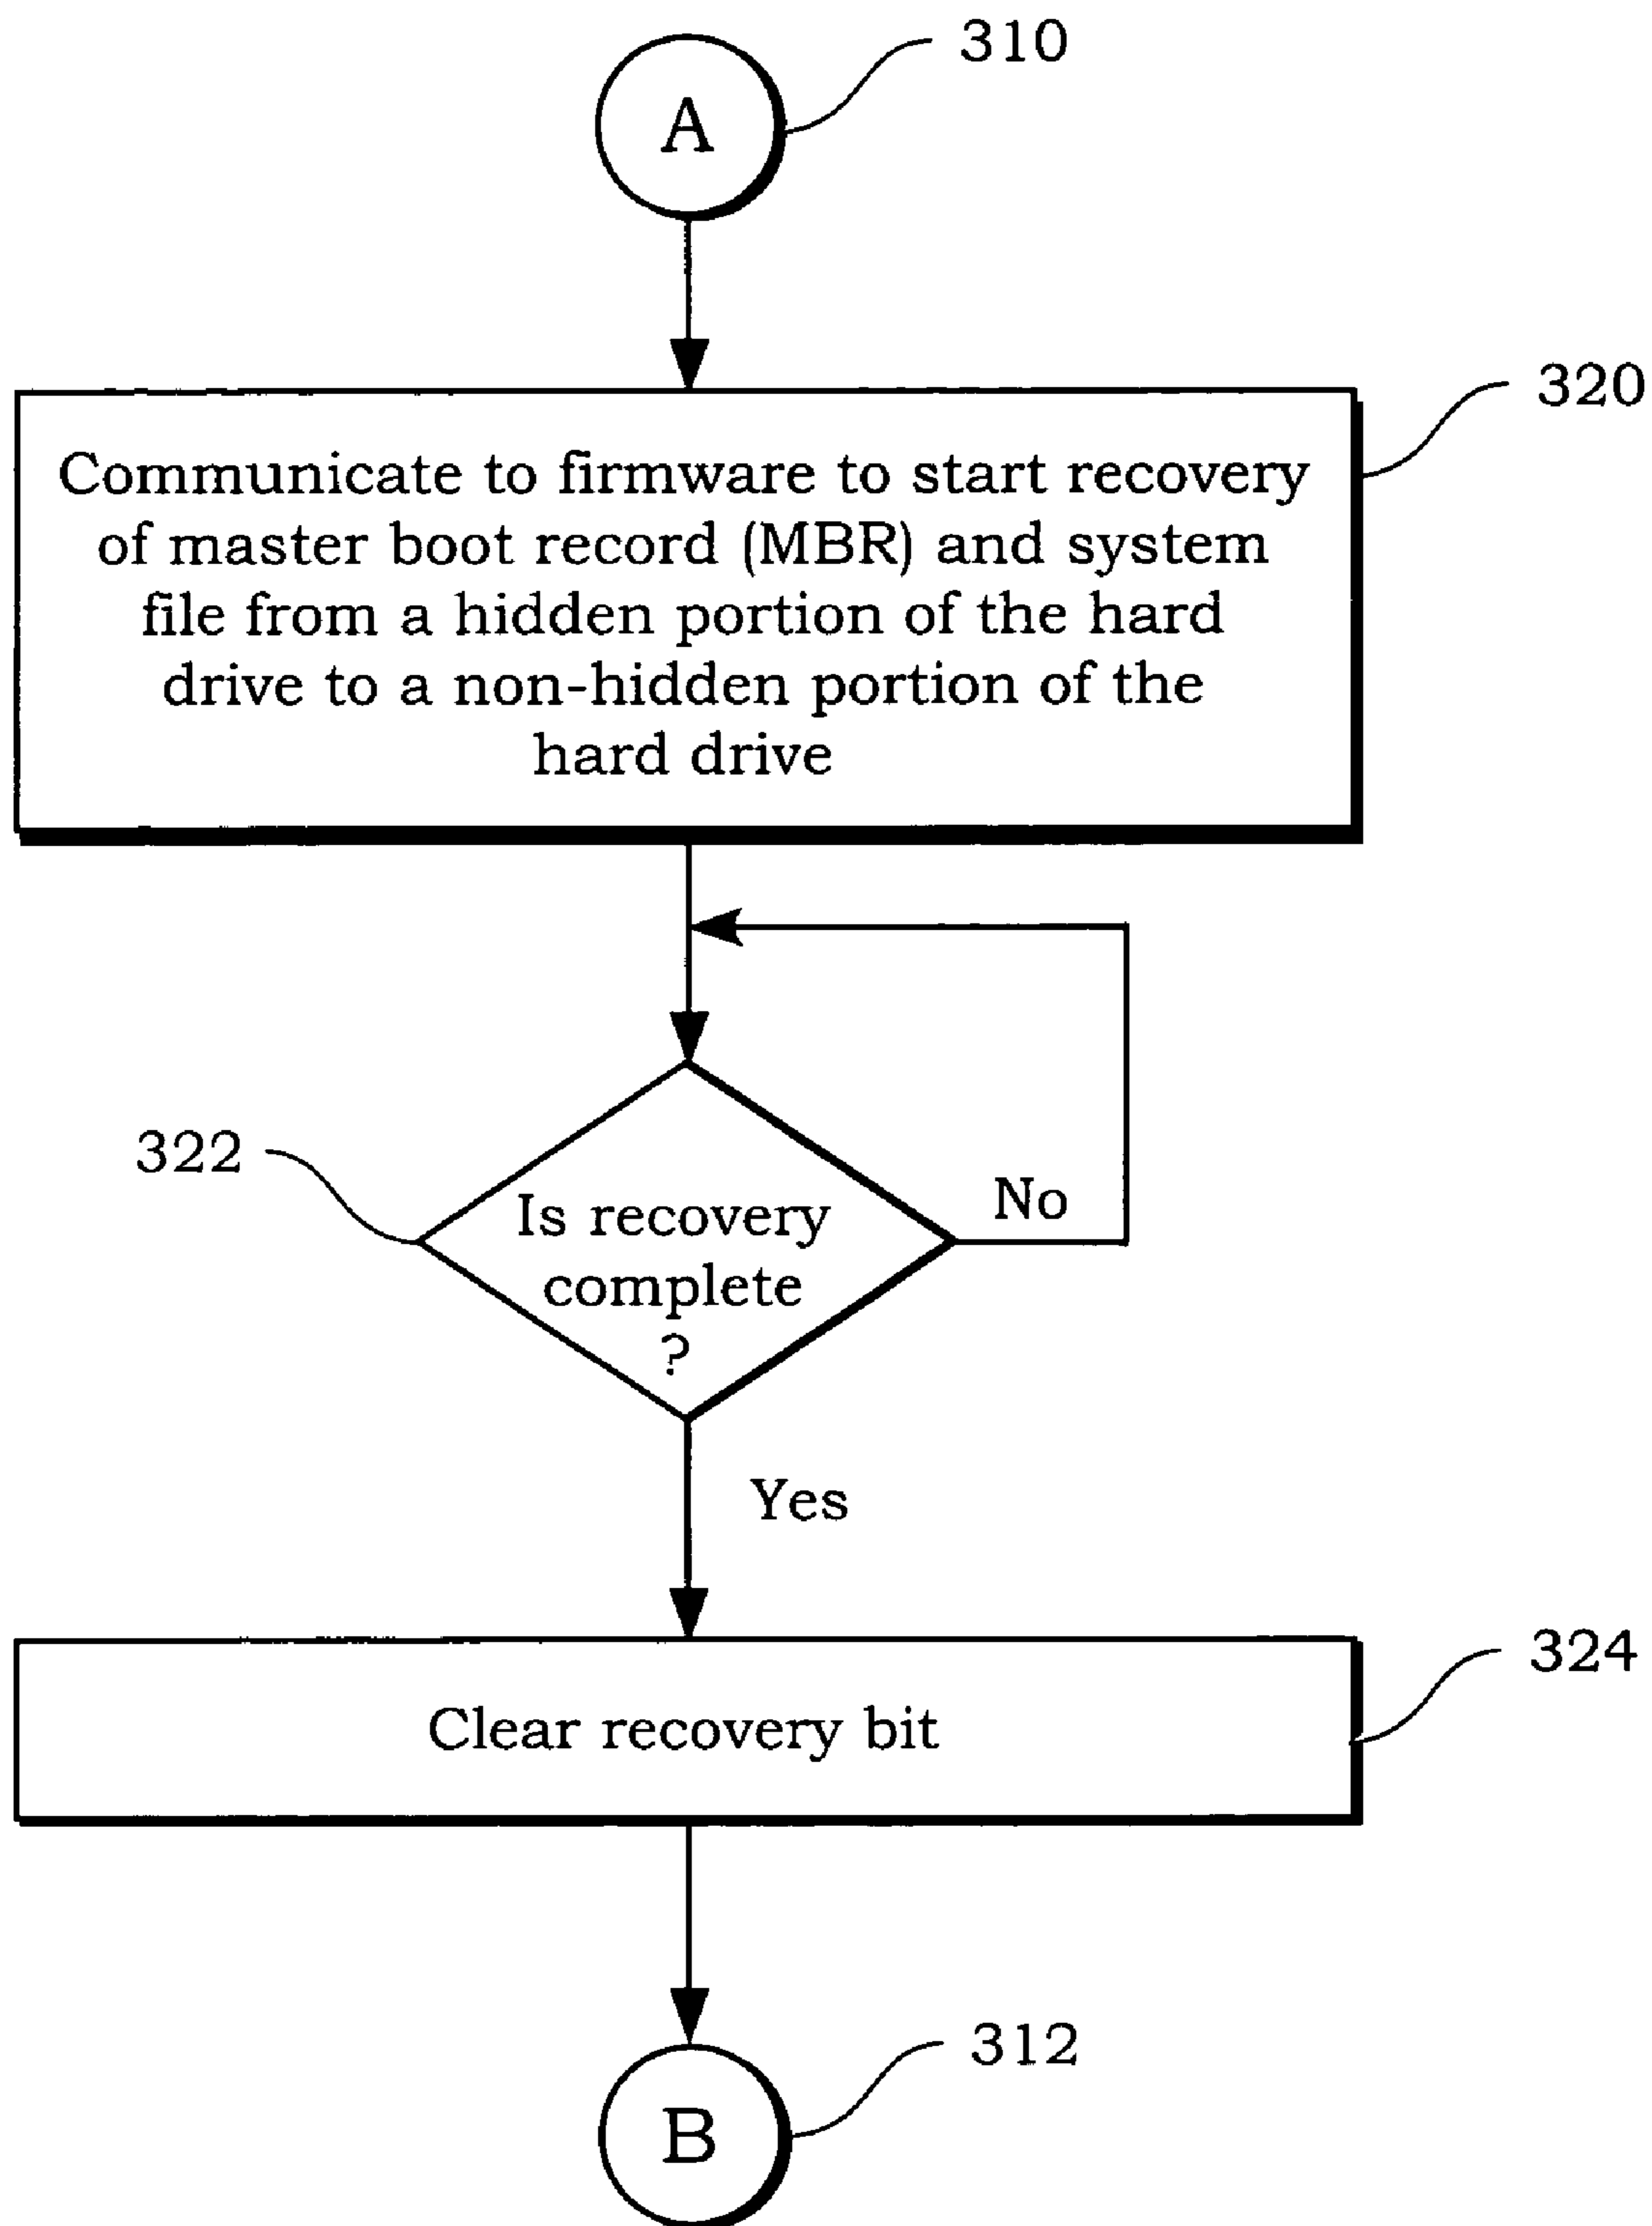 A
310
320
Communicate to firmware to start recovery
of master boot record (MBR) and system
file from a hidden portion of the hard
drive to a non-hidden portion of the
hard drive
322
No
Is recovery
complete
?
Yes
324
Clear recovery bit
312
B